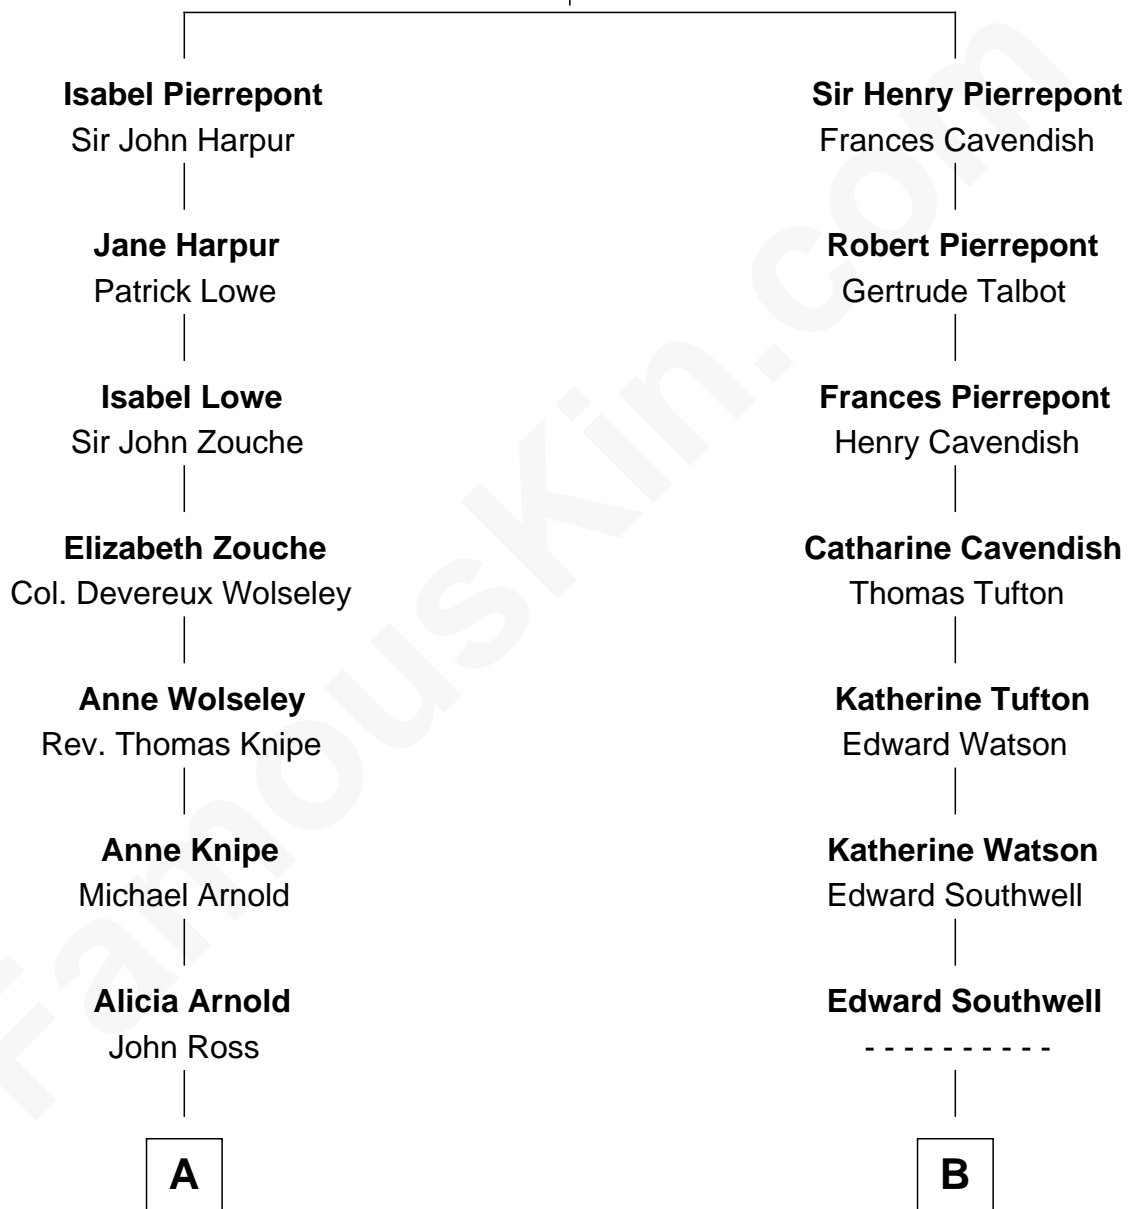 Isabel Pierrepont
Sir John Harpur
Jane Harpur
Patrick Lowe
Isabel Lowe
Sir John Zouche
Elizabeth Zouche
Col. Devereux Wolseley
Anne Wolseley
Rev. Thomas Knipe
Anne Knipe
Michael Arnold
Alicia Arnold
John Ross
A
Sir Henry Pierrepont
Frances Cavendish
Robert Pierrepont
Gertrude Talbot
Frances Pierrepont
Henry Cavendish
Catharine Cavendish
Thomas Tufton
Katherine Tufton
Edward Watson
Katherine Watson
Edward Southwell
Edward Southwell
- - - - - - - - - -
B
FamousKin.com